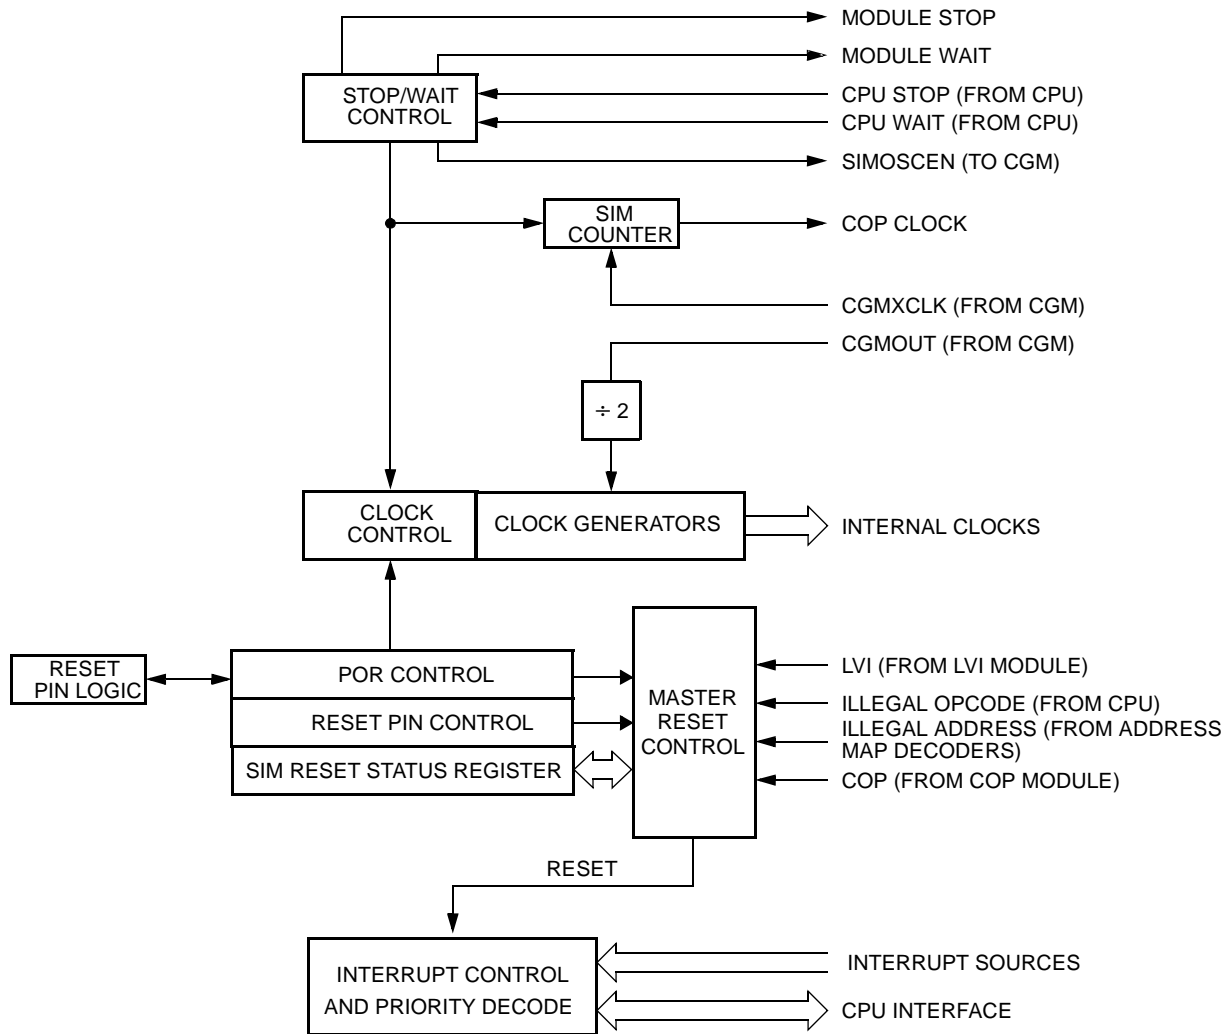 MODULE STOP
MODULE WAIT
STOP/WAIT
CONTROL
CPU STOP (FROM CPU)
CPU WAIT (FROM CPU)
SIMOSCEN (TO CGM)
SIM
COUNTER
COP CLOCK
CGMXCLK (FROM CGM)
CGMOUT (FROM CGM)
÷ 2
CLOCK
CONTROL
CLOCK GENERATORS
INTERNAL CLOCKS
RESET
PIN LOGIC
POR CONTROL
RESET PIN CONTROL
SIM RESET STATUS REGISTER
MASTER
RESET
CONTROL
LVI (FROM LVI MODULE)
ILLEGAL OPCODE (FROM CPU)
ILLEGAL ADDRESS (FROM ADDRESS
MAP DECODERS)
COP (FROM COP MODULE)
RESET
INTERRUPT CONTROL
AND PRIORITY DECODE
INTERRUPT SOURCES
CPU INTERFACE